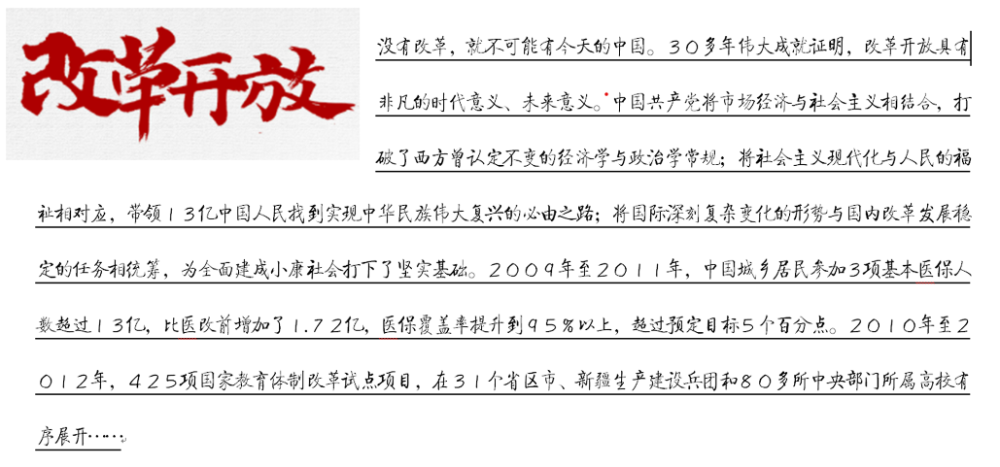 改革开放
没有改革，就不可能有今天的中国。30多年伟大成就证明，改革开放具有
非凡的时代意义、未来意义。中国共产党将市场经济与社会主义相结合，打
破了西方曾认定不变的经济学与政治学常规；将社会主义现代化与人民的福
祉相对应，带领13亿中国人民找到实现中华民族伟大复兴的必由之路；将国际深刻复杂变化的形势与国内改革发展稳
定的任务相统筹，为全面建成小康社会打下了坚实基础。2009年至2011年，中国城乡居民参加3项基本医保人
数超过13亿，比医改前增加了1.72亿，医保覆盖率提升到95%以上，超过预定目标5个百分点。2010年至2
012年，425项国家教育体制改革试点项目，在31个省区市、新疆生产建设兵团和80多所中央部门所属高校有
序展开……